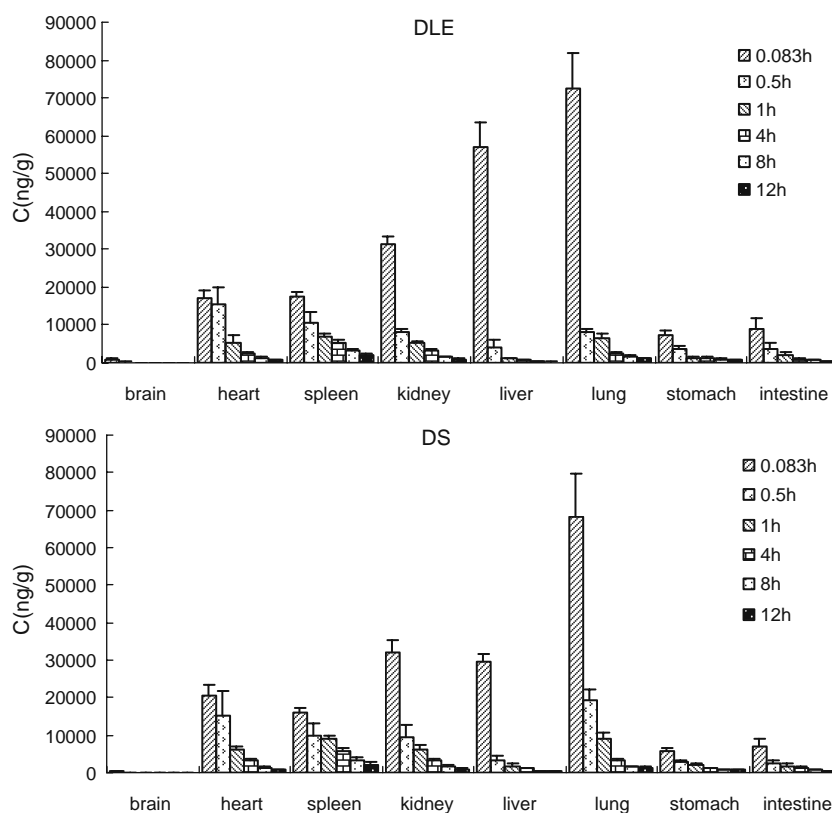 DLE
C(ng/g)
90000
80000
70000
60000
50000
40000
30000
20000
10000
0
0.083h
0.5h
1h
4h
8h
12h
brain heart spleen kidney liver lung stomach intestine
DS
C(ng/g)
90000
80000
70000
60000
50000
40000
30000
20000
10000
0
0.083h
0.5h
1h
4h
8h
12h
brain heart spleen kidney liver lung stomach intestine